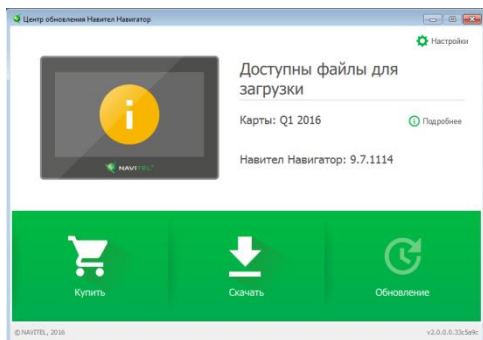 Центр обновления Навител Навигатор
Настройки
Доступны файлы для
загрузки
Карты: Q1 2016
Подробнее
Навител Навигатор: 9.7.1114
NAVITEL
Купить
Скачать
Обновление
© NAVITEL, 2016
v2.0.0.0.33c5a9c